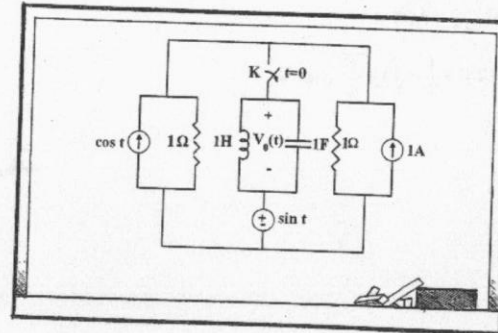 K t=0
+
cos t 1Ω 1H V₀(t) 1F 1Ω 1A
-
± sin t